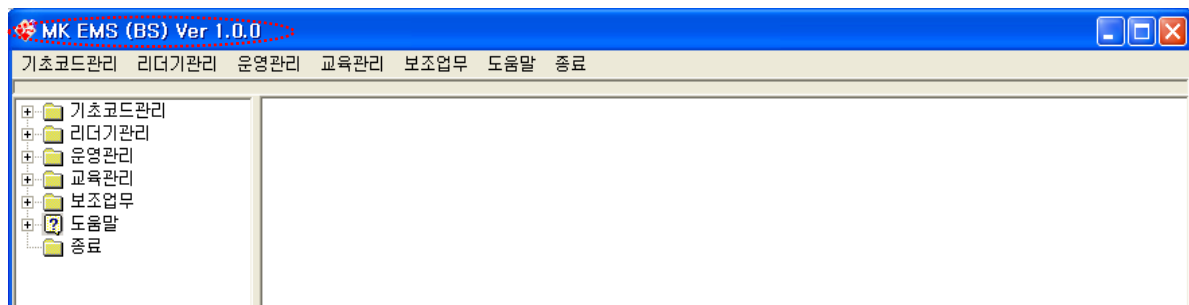 MK EMS (BS) Ver 1.0.0
기초코드관리 리더기관리 운영관리 교육관리 보조업무 도움말 종료
기초코드관리
리더기관리
운영관리
교육관리
보조업무
도움말
종료